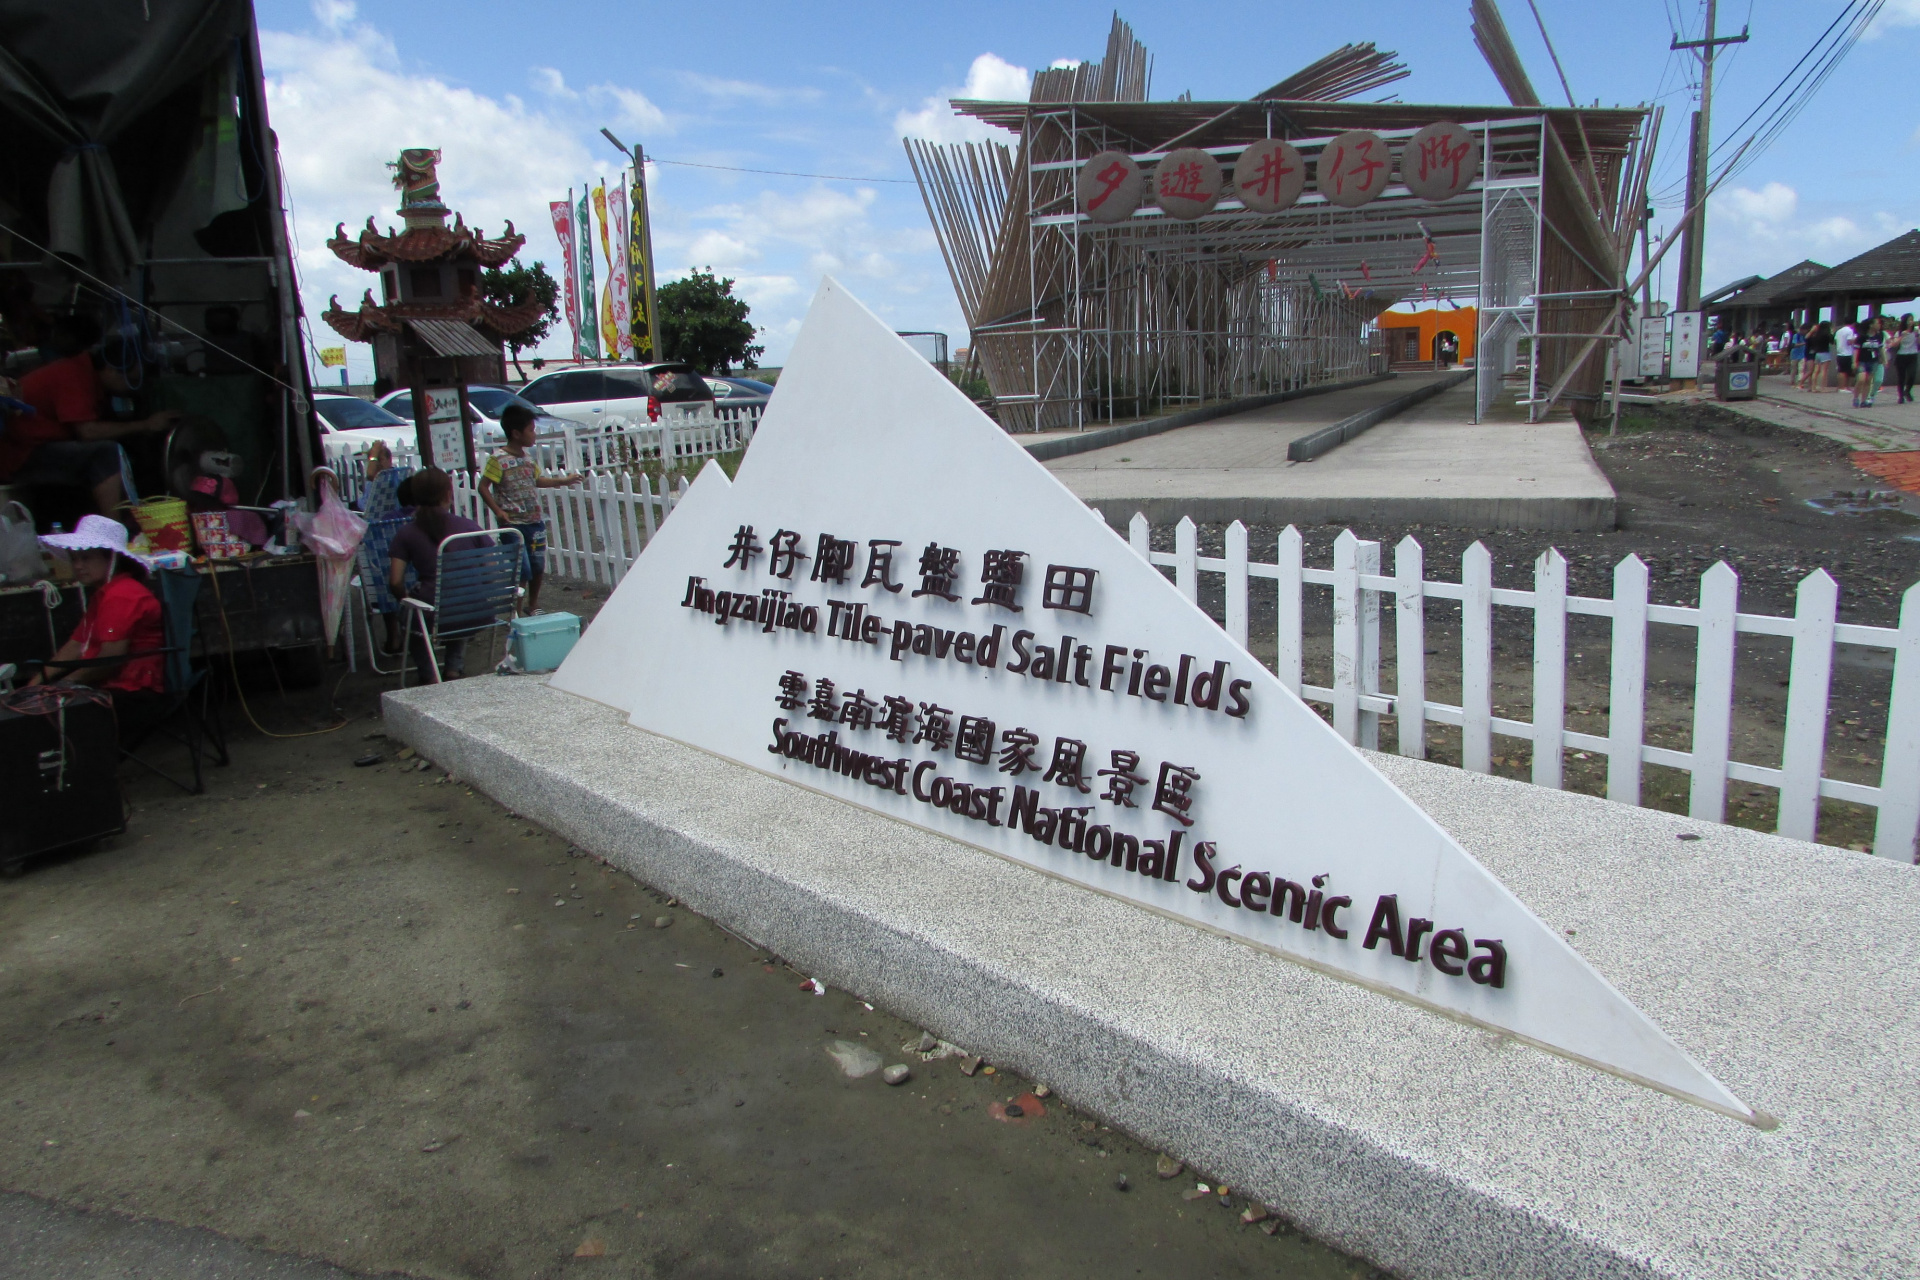 夕遊井仔腳
井仔腳瓦盤鹽田
Jingzaijiao Tile-paved Salt Fields
雲嘉南濱海國家風景區
Southwest Coast National Scenic Area